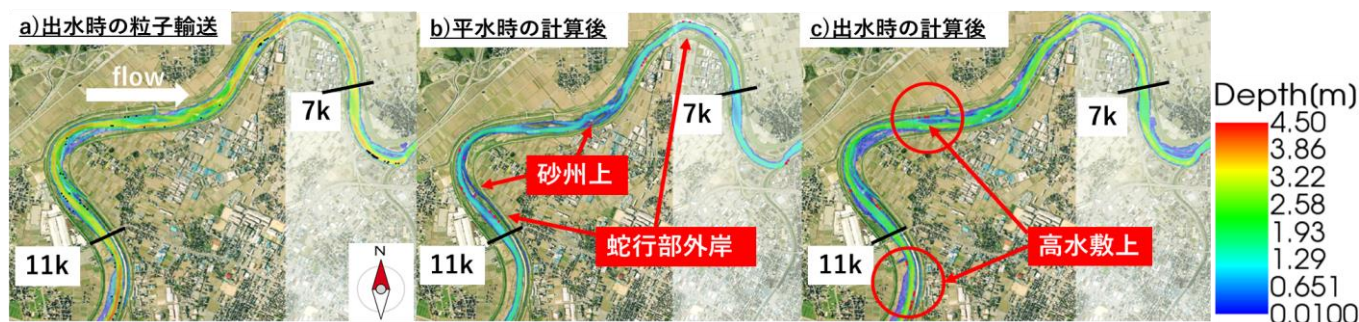 a)出水時の粒子輸送
flow
7k
11k
N
b)平水時の計算後
7k
砂州上
蛇行部外岸
11k
c)出水時の計算後
7k
高水敷上
11k
Depth(m)
4.50
3.86
3.22
2.58
1.93
1.29
0.651
0.0100